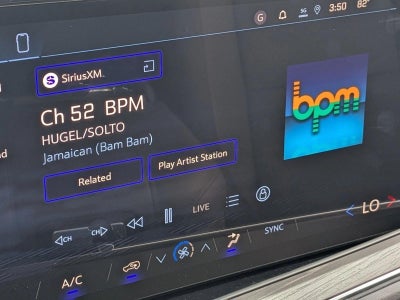 G 5G 3:50 82°
SiriusXM
Ch 52 BPM
HUGEL/SOLTO
Jamaican (Bam Bam)
bpm
Related
Play Artist Station
CH CH LIVE
LO
A/C SYNC